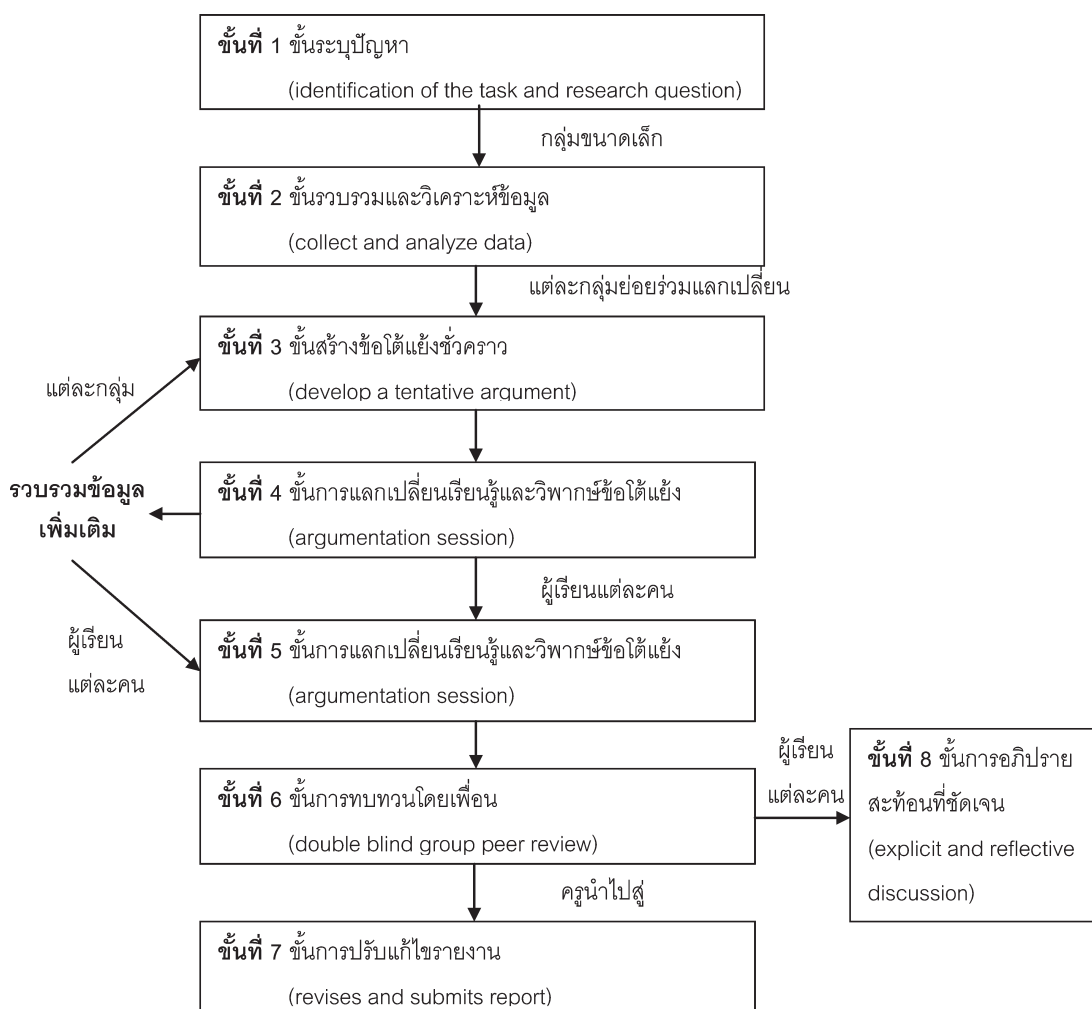 ขั้นที่ 1 ขั้นระบุปัญหา
(identification of the task and research question)
กลุ่มขนาดเล็ก
ขั้นที่ 2 ขั้นรวบรวมและวิเคราะห์ข้อมูล
(collect and analyze data)
แต่ละกลุ่มย่อยร่วมแลกเปลี่ยน
ขั้นที่ 3 ขั้นสร้างข้อโต้แย้งชั่วคราว
(develop a tentative argument)
แต่ละกลุ่ม
รวบรวมข้อมูล
เพิ่มเติม
ขั้นที่ 4 ขั้นการแลกเปลี่ยนเรียนรู้และวิพากษ์ข้อโต้แย้ง
(argumentation session)
ผู้เรียนแต่ละคน
ผู้เรียน
แต่ละคน
ขั้นที่ 5 ขั้นการแลกเปลี่ยนเรียนรู้และวิพากษ์ข้อโต้แย้ง
(argumentation session)
ขั้นที่ 6 ขั้นการทบทวนโดยเพื่อน
(double blind group peer review)
ผู้เรียน
แต่ละคน
ขั้นที่ 8 ขั้นการอภิปราย
สะท้อนที่ชัดเจน
(explicit and reflective
discussion)
ครูนำไปสู่
ขั้นที่ 7 ขั้นการปรับแก้ไขรายงาน
(revises and submits report)